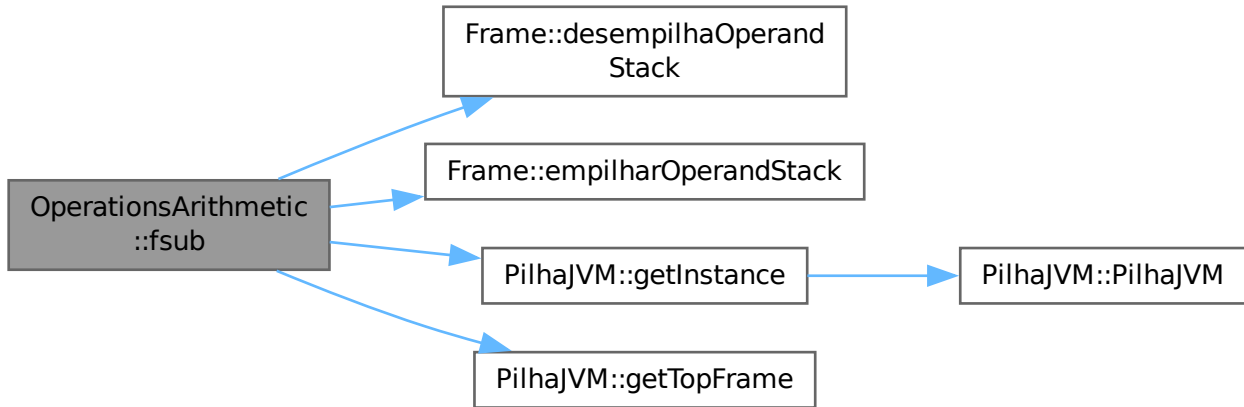 Frame::desempilhaOperand
Stack
OperationsArithmetic
::fsub
Frame::empilharOperandStack
PilhaJVM::getInstance
PilhaJVM::PilhaJVM
PilhaJVM::getTopFrame